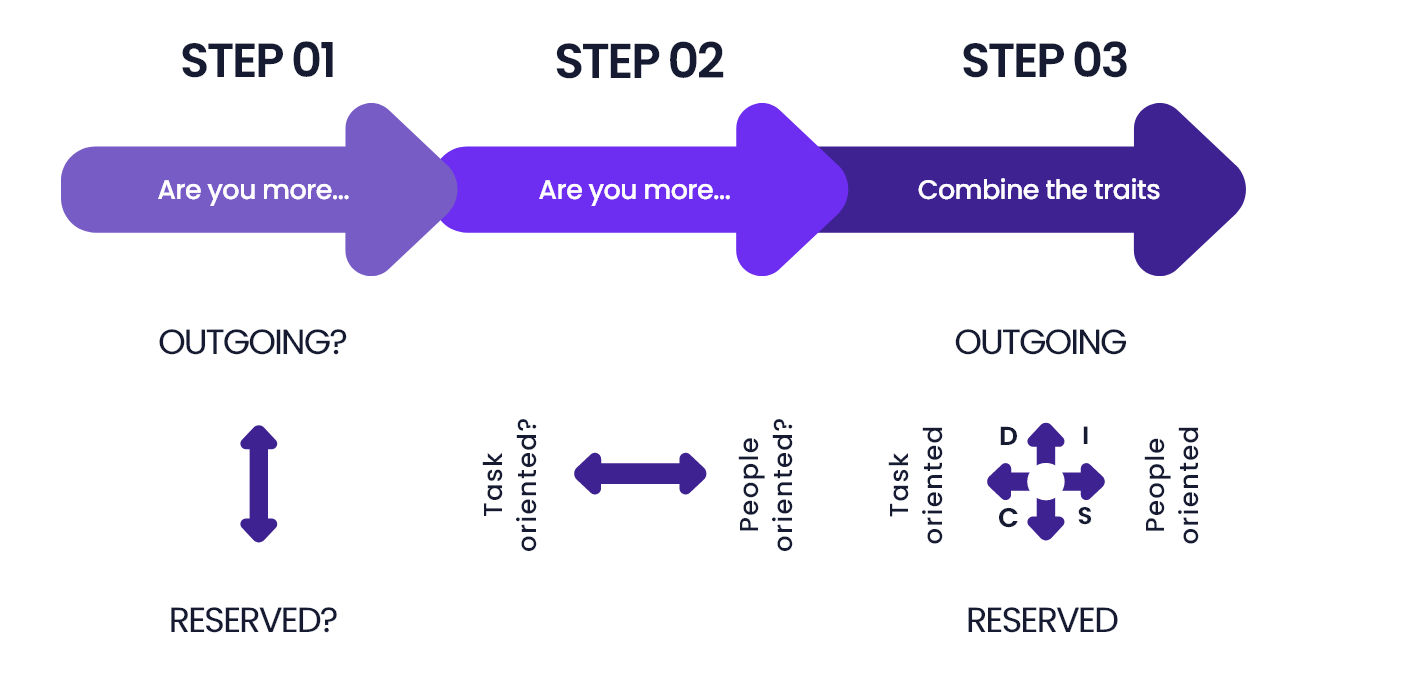 STEP 01
Are you more...
OUTGOING?
RESERVED?
STEP 02
Are you more...
Task
oriented?
People
oriented?
STEP 03
Combine the traits
OUTGOING
Task
oriented
D I
C S
People
oriented
RESERVED